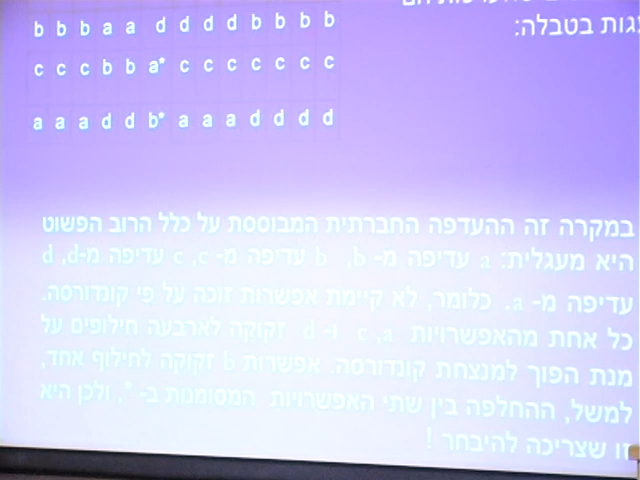 צגות בטבלה:
b b b a a d d d d b b b b
c c c b b a* c c c c c c c
a a a d d b* a a a d d d d
במקרה זה ההעדפה החברתית המבוססת על כלל הרוב הפשוט
היא מעגלית: a עדיפה מ- b, b עדיפה מ- c, c עדיפה מ-d, d
עדיפה מ- a. כלומר, לא קיימת אפשרות זוכה על פי קונדורסה.
כל אחת מהאפשרויות a, c ו- d זקוקה לארבעה חילופים על
מנת הפוך למנצחת קונדורסה. אפשרות b זקוקה לחילוף אחד,
למשל, ההחלפה בין שתי האפשרויות המסומנות ב- *, ולכן היא
זו שצריכה להיבחר !